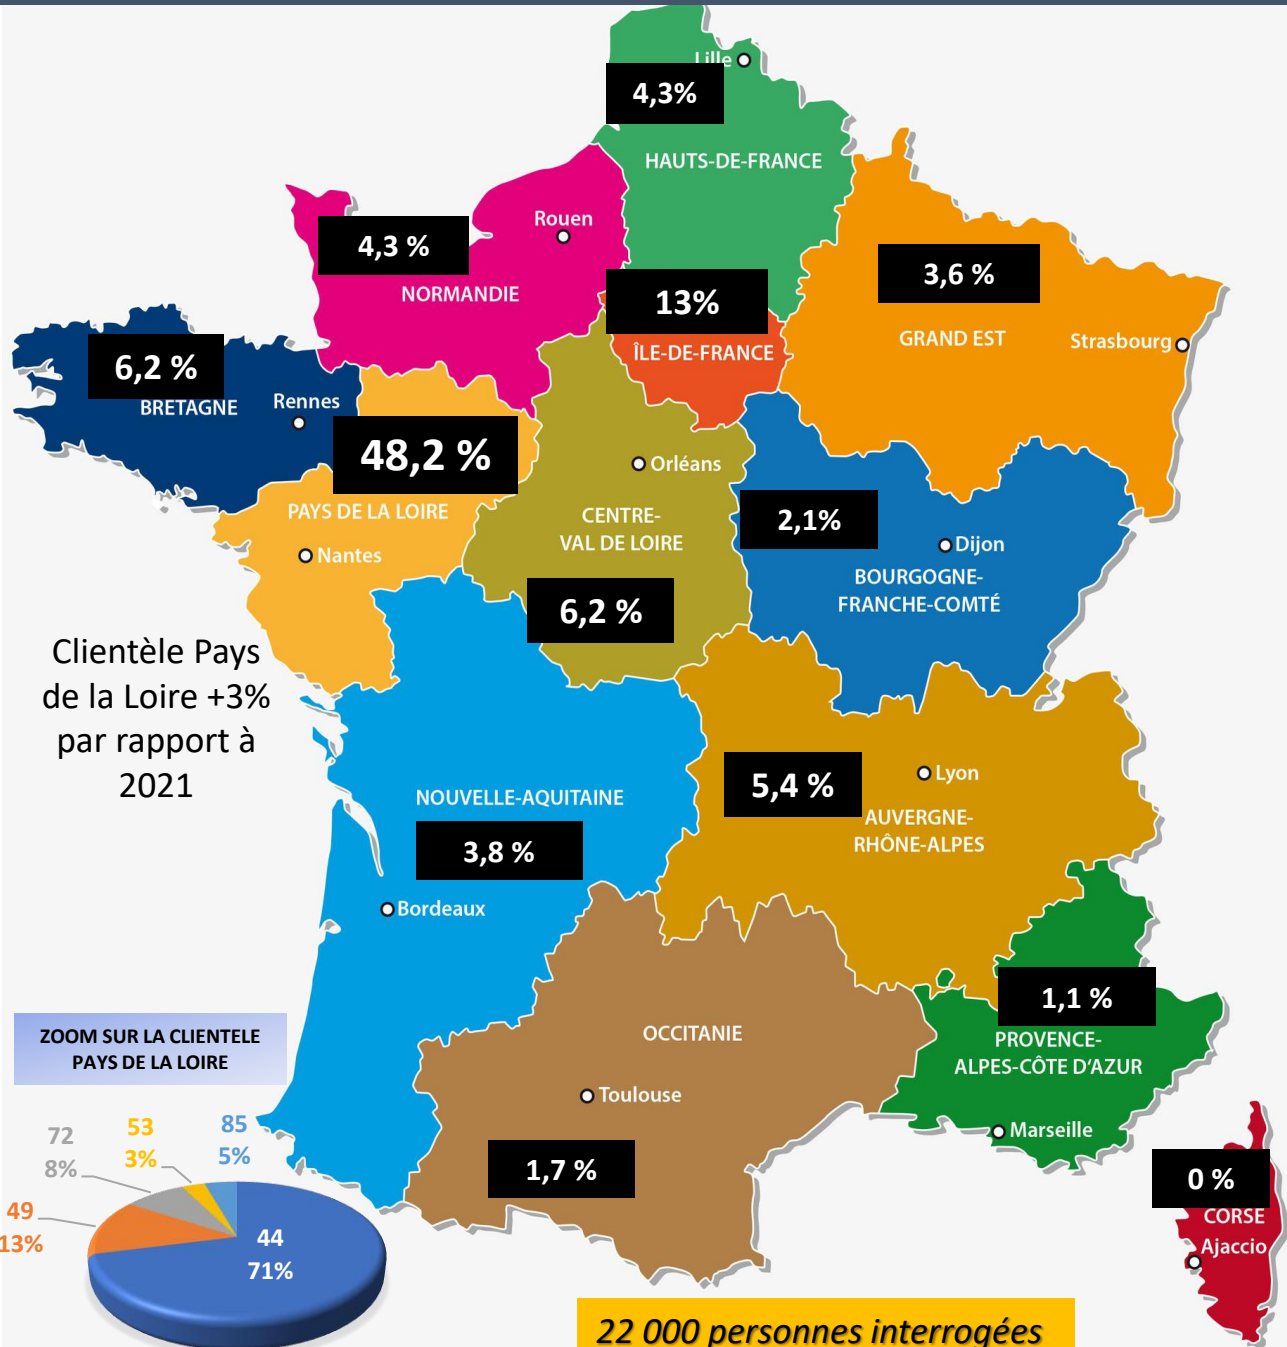 Lille
4,3%
HAUTS-DE-FRANCE
Rouen
4,3 %
NORMANDIE
13%
ÎLE-DE-FRANCE
3,6 %
GRAND EST
Strasbourg
6,2 %
BRETAGNE
Rennes
48,2 %
PAYS DE LA LOIRE
Nantes
Orléans
CENTRE-
VAL DE LOIRE
6,2 %
2,1%
Dijon
BOURGOGNE-
FRANCHE-COMTÉ
Clientèle Pays
de la Loire +3%
par rapport à
2021
NOUVELLE-AQUITAINE
3,8 %
Bordeaux
5,4 %
Lyon
AUVERGNE-
RHÔNE-ALPES
1,1 %
PROVENCE-
ALPES-CÔTE D'AZUR
Marseille
OCCITANIE
Toulouse
1,7 %
0 %
CORSE
Ajaccio
ZOOM SUR LA CLIENTELE
PAYS DE LA LOIRE
72
8%
53
3%
85
5%
49
13%
44
71%
22 000 personnes interrogées